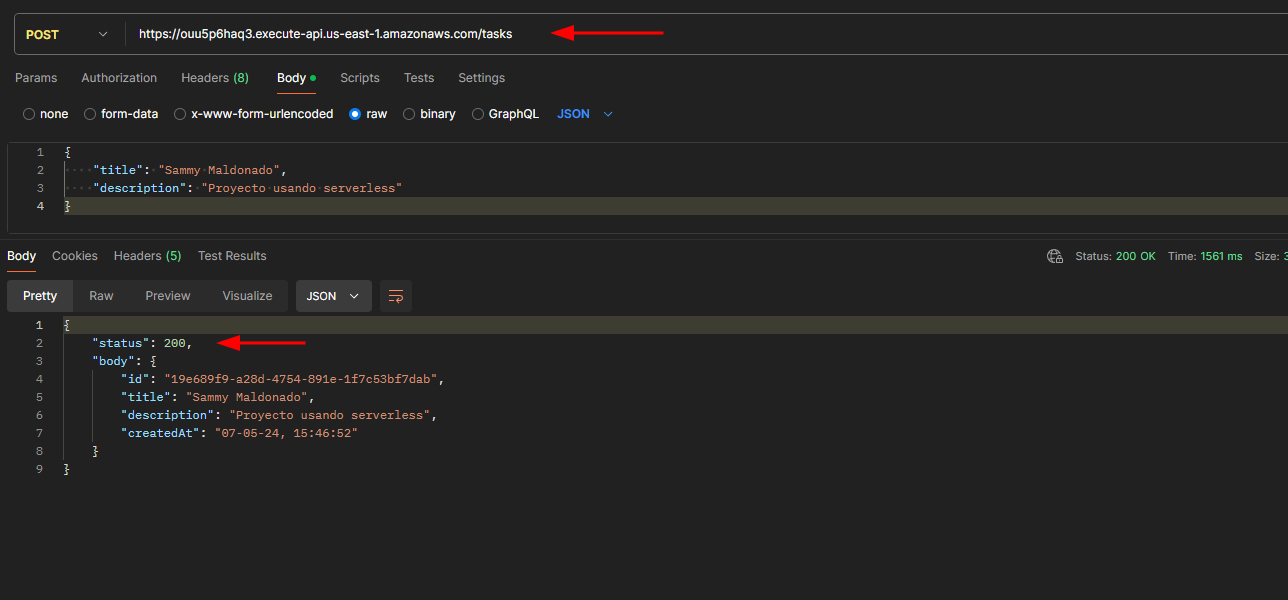 POST https://ouu5p6haq3.execute-api.us-east-1.amazonaws.com/tasks
Params Authorization Headers (8) Body Scripts Tests Settings
none form-data x-www-form-urlencoded raw binary GraphQL JSON
1 {
2 "title": "Sammy Maldonado",
3 "description": "Proyecto usando serverless"
4 }
Body Cookies Headers (5) Test Results Status: 200 OK Time: 1561 ms Size:
Pretty Raw Preview Visualize JSON
1 {
2 "status": 200,
3 "body": {
4 "id": "19e689f9-a28d-4754-891e-1f7c53bf7dab",
5 "title": "Sammy Maldonado",
6 "description": "Proyecto usando serverless",
7 "createdAt": "07-05-24, 15:46:52"
8 }
9 }